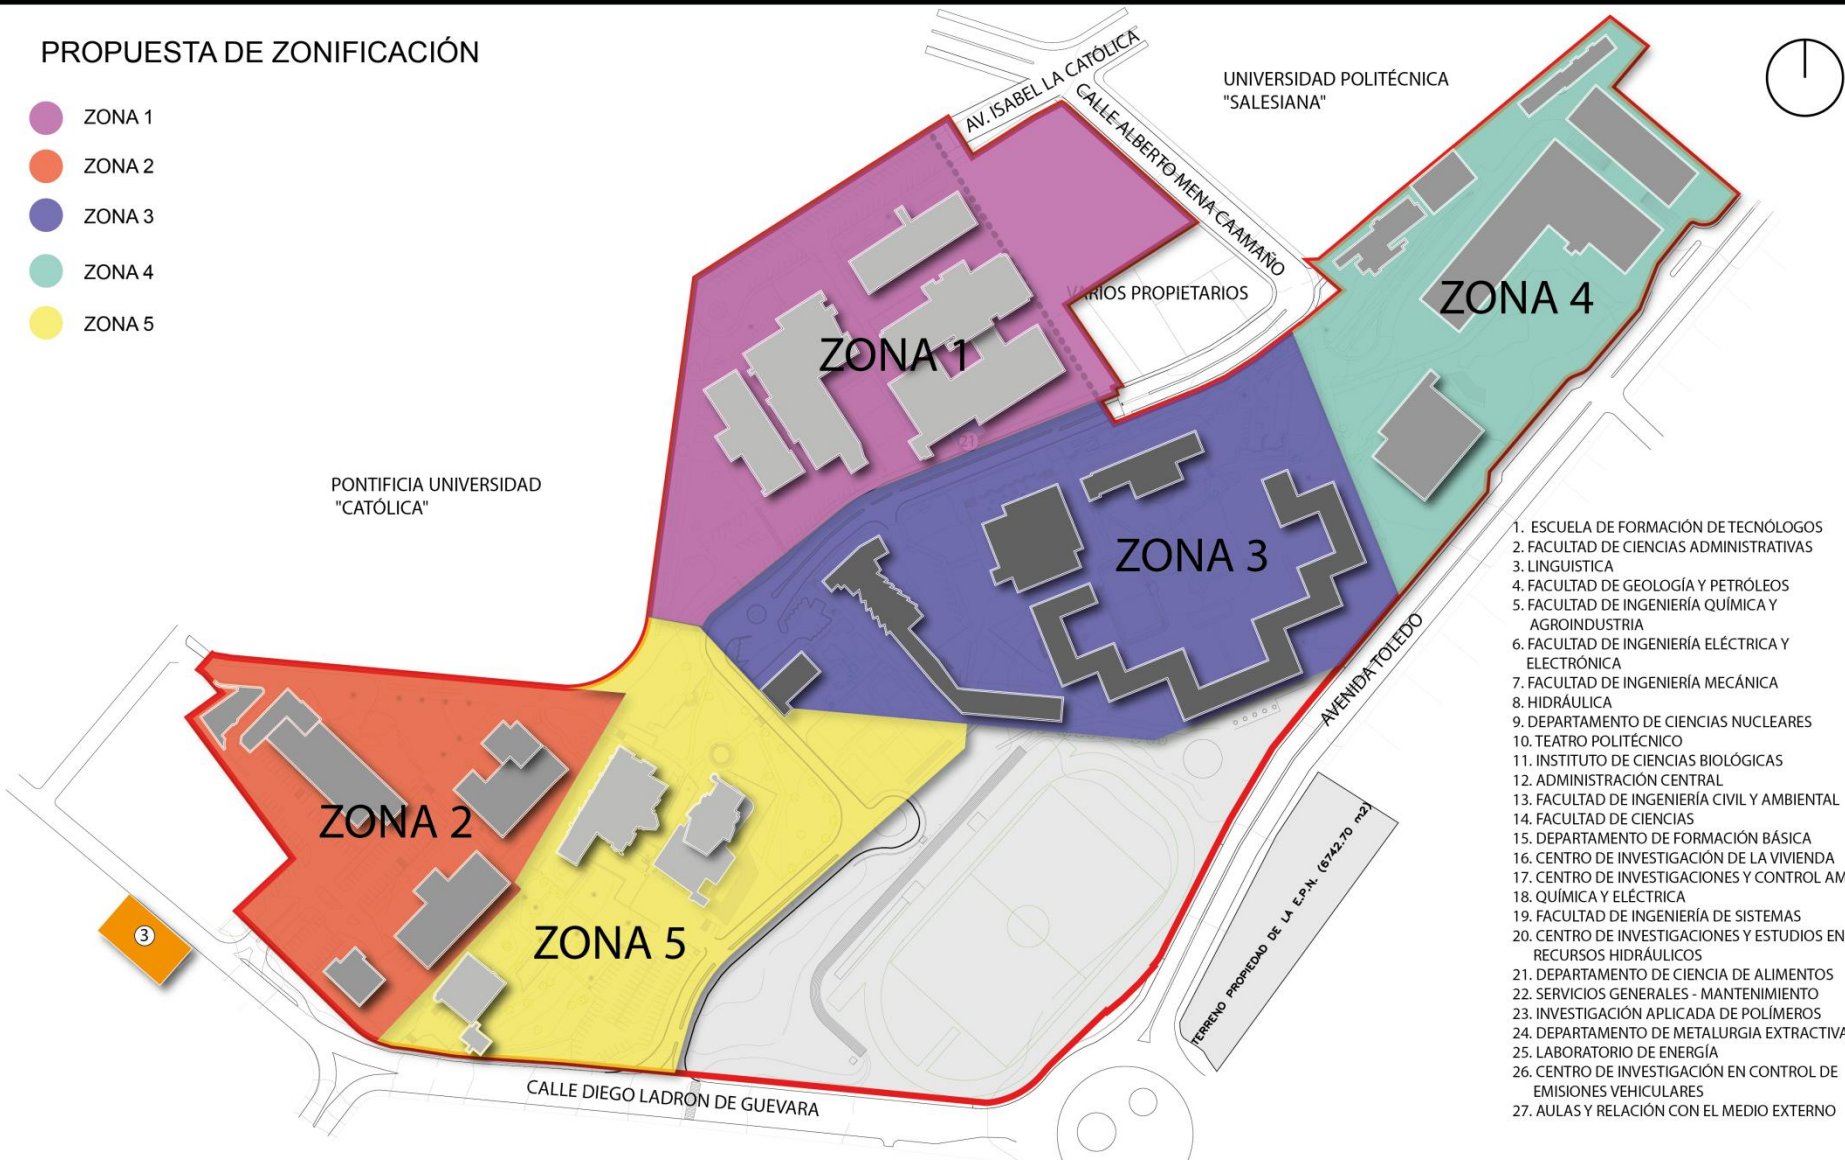 PROPUESTA DE ZONIFICACIÓN
ZONA 1
ZONA 2
ZONA 3
ZONA 4
ZONA 5
AV. ISABEL LA CATÓLICA
CALLE ALBERTO MENA CAAMAÑO
UNIVERSIDAD POLITÉCNICA
"SALESIANA"
VARIOS PROPIETARIOS
ZONA 1
ZONA 4
21
PONTIFICIA UNIVERSIDAD
"CATÓLICA"
ZONA 3
AVENIDA TOLEDO
ZONA 2
ZONA 5
3
TERRENO PROPIEDAD DE LA E.P.N. (6742.70 m2)
CALLE DIEGO LADRON DE GUEVARA
1. ESCUELA DE FORMACIÓN DE TECNÓLOGOS
2. FACULTAD DE CIENCIAS ADMINISTRATIVAS
3. LINGUISTICA
4. FACULTAD DE GEOLOGÍA Y PETRÓLEOS
5. FACULTAD DE INGENIERÍA QUÍMICA Y
AGROINDUSTRIA
6. FACULTAD DE INGENIERÍA ELÉCTRICA Y
ELECTRÓNICA
7. FACULTAD DE INGENIERÍA MECÁNICA
8. HIDRÁULICA
9. DEPARTAMENTO DE CIENCIAS NUCLEARES
10. TEATRO POLITÉCNICO
11. INSTITUTO DE CIENCIAS BIOLÓGICAS
12. ADMINISTRACIÓN CENTRAL
13. FACULTAD DE INGENIERÍA CIVIL Y AMBIENTAL
14. FACULTAD DE CIENCIAS
15. DEPARTAMENTO DE FORMACIÓN BÁSICA
16. CENTRO DE INVESTIGACIÓN DE LA VIVIENDA
17. CENTRO DE INVESTIGACIONES Y CONTROL AM
18. QUÍMICA Y ELÉCTRICA
19. FACULTAD DE INGENIERÍA DE SISTEMAS
20. CENTRO DE INVESTIGACIONES Y ESTUDIOS EN
RECURSOS HIDRÁULICOS
21. DEPARTAMENTO DE CIENCIA DE ALIMENTOS
22. SERVICIOS GENERALES - MANTENIMIENTO
23. INVESTIGACIÓN APLICADA DE POLÍMEROS
24. DEPARTAMENTO DE METALURGIA EXTRACTIVA
25. LABORATORIO DE ENERGÍA
26. CENTRO DE INVESTIGACIÓN EN CONTROL DE
EMISIONES VEHICULARES
27. AULAS Y RELACIÓN CON EL MEDIO EXTERNO